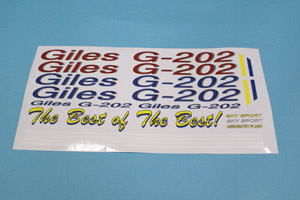 Giles G-202
Giles G-202
Giles G-202
Giles G-202
Giles G-202 Giles G-202
The Best of The Best!
SKY SPORT
SKY SPORT
AEROBATIC PLANE